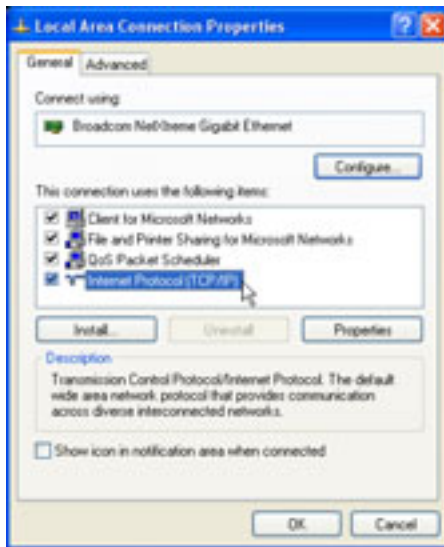 Local Area Connection Properties
General Advanced
Connect using:
Broadcom NetXtreme Gigabit Ethernet
Configure...
This connection uses the following items:
Client for Microsoft Networks
File and Printer Sharing for Microsoft Networks
QoS Packet Scheduler
Internet Protocol (TCP/IP)
Install... Uninstall Properties
Description
Transmission Control Protocol/Internet Protocol. The default
wide area network protocol that provides communication
across diverse interconnected networks.
Show icon in notification area when connected
OK Cancel